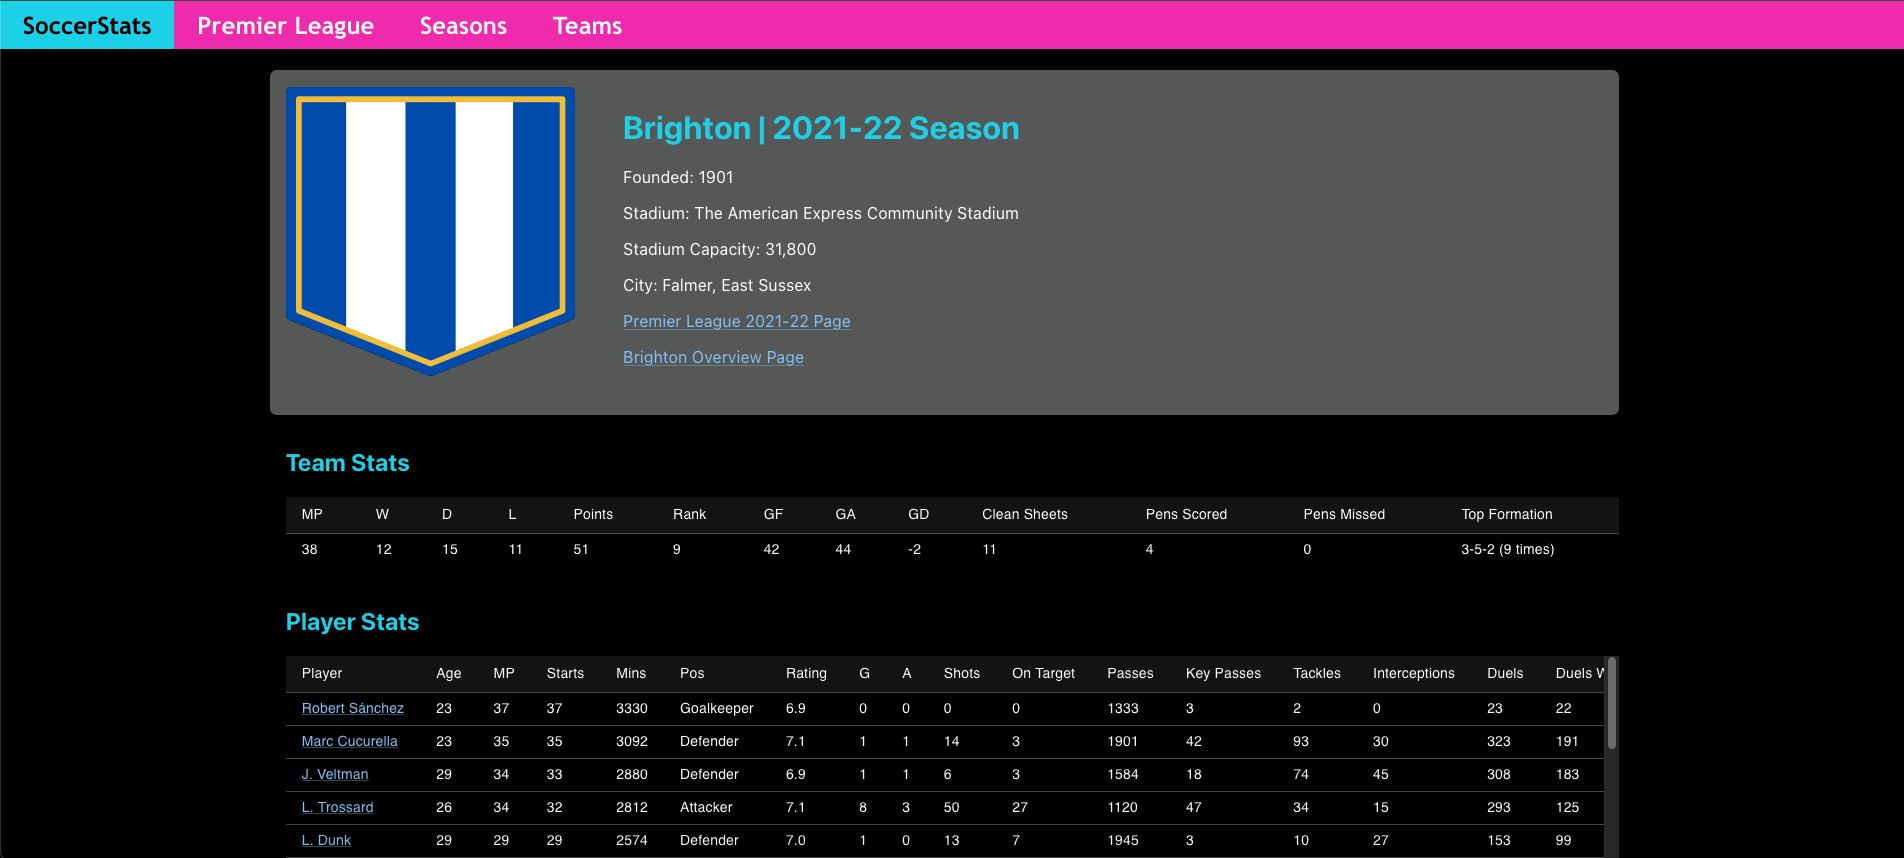 SoccerStats Premier League Seasons Teams
Brighton | 2021-22 Season
Founded: 1901
Stadium: The American Express Community Stadium
Stadium Capacity: 31,800
City: Falmer, East Sussex
Premier League 2021-22 Page
Brighton Overview Page
Team Stats
MP W D L Points Rank GF GA GD Clean Sheets Pens Scored Pens Missed Top Formation
38 12 15 11 51 9 42 44 -2 11 4 0 3-5-2 (9 times)
Player Stats
Player Age MP Starts Mins Pos Rating G A Shots On Target Passes Key Passes Tackles Interceptions Duels Duels W
Robert Sánchez 23 37 37 3330 Goalkeeper 6.9 0 0 0 0 1333 3 2 0 23 22
Marc Cucurella 23 35 35 3092 Defender 7.1 1 1 14 3 1901 42 93 30 323 191
J. Veltman 29 34 33 2880 Defender 6.9 1 1 6 3 1584 18 74 45 308 183
L. Trossard 26 34 32 2812 Attacker 7.1 8 3 50 27 1120 47 34 15 293 125
L. Dunk 29 29 29 2574 Defender 7.0 1 0 13 7 1945 3 10 27 153 99